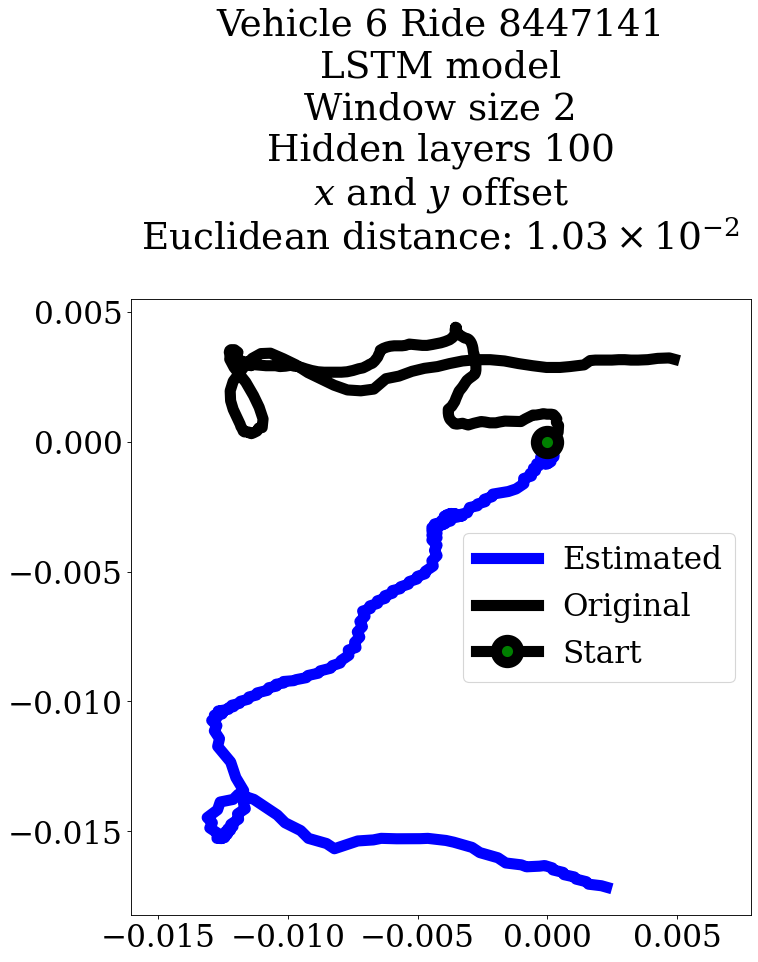 Vehicle 6 Ride 8447141
LSTM model
Window size 2
Hidden layers 100
x and y offset
Euclidean distance: 1.03 × 10⁻²
0.005
0.000
−0.005
−0.010
−0.015
Estimated
Original
Start
−0.015 −0.010 −0.005 0.000 0.005